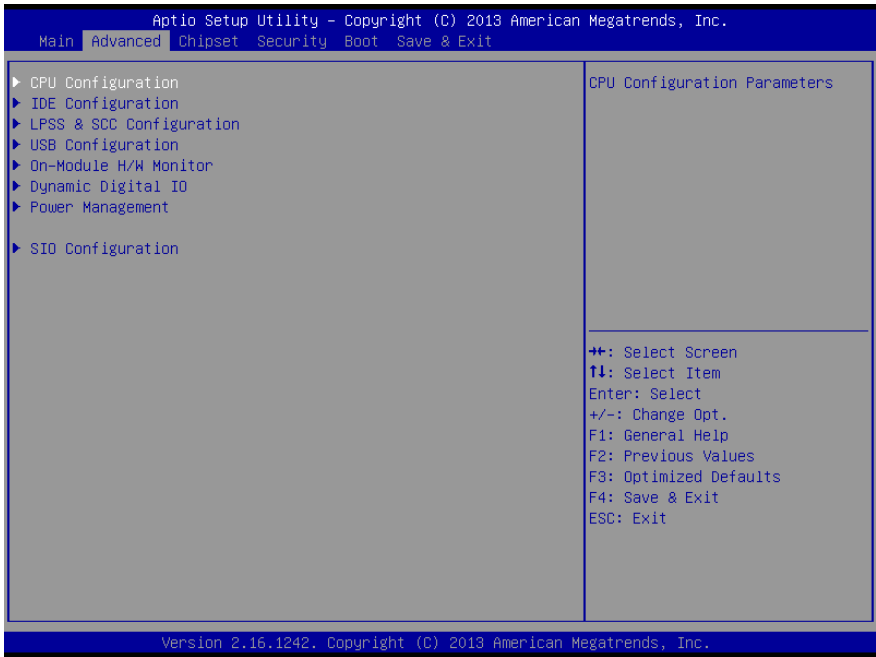 Aptio Setup Utility – Copyright (C) 2013 American Megatrends, Inc.
Main Advanced Chipset Security Boot Save & Exit
▶ CPU Configuration
▶ IDE Configuration
▶ LPSS & SCC Configuration
▶ USB Configuration
▶ On-Module H/W Monitor
▶ Dynamic Digital IO
▶ Power Management
▶ SIO Configuration
CPU Configuration Parameters
→←: Select Screen
↑↓: Select Item
Enter: Select
+/-: Change Opt.
F1: General Help
F2: Previous Values
F3: Optimized Defaults
F4: Save & Exit
ESC: Exit
Version 2.16.1242. Copyright (C) 2013 American Megatrends, Inc.